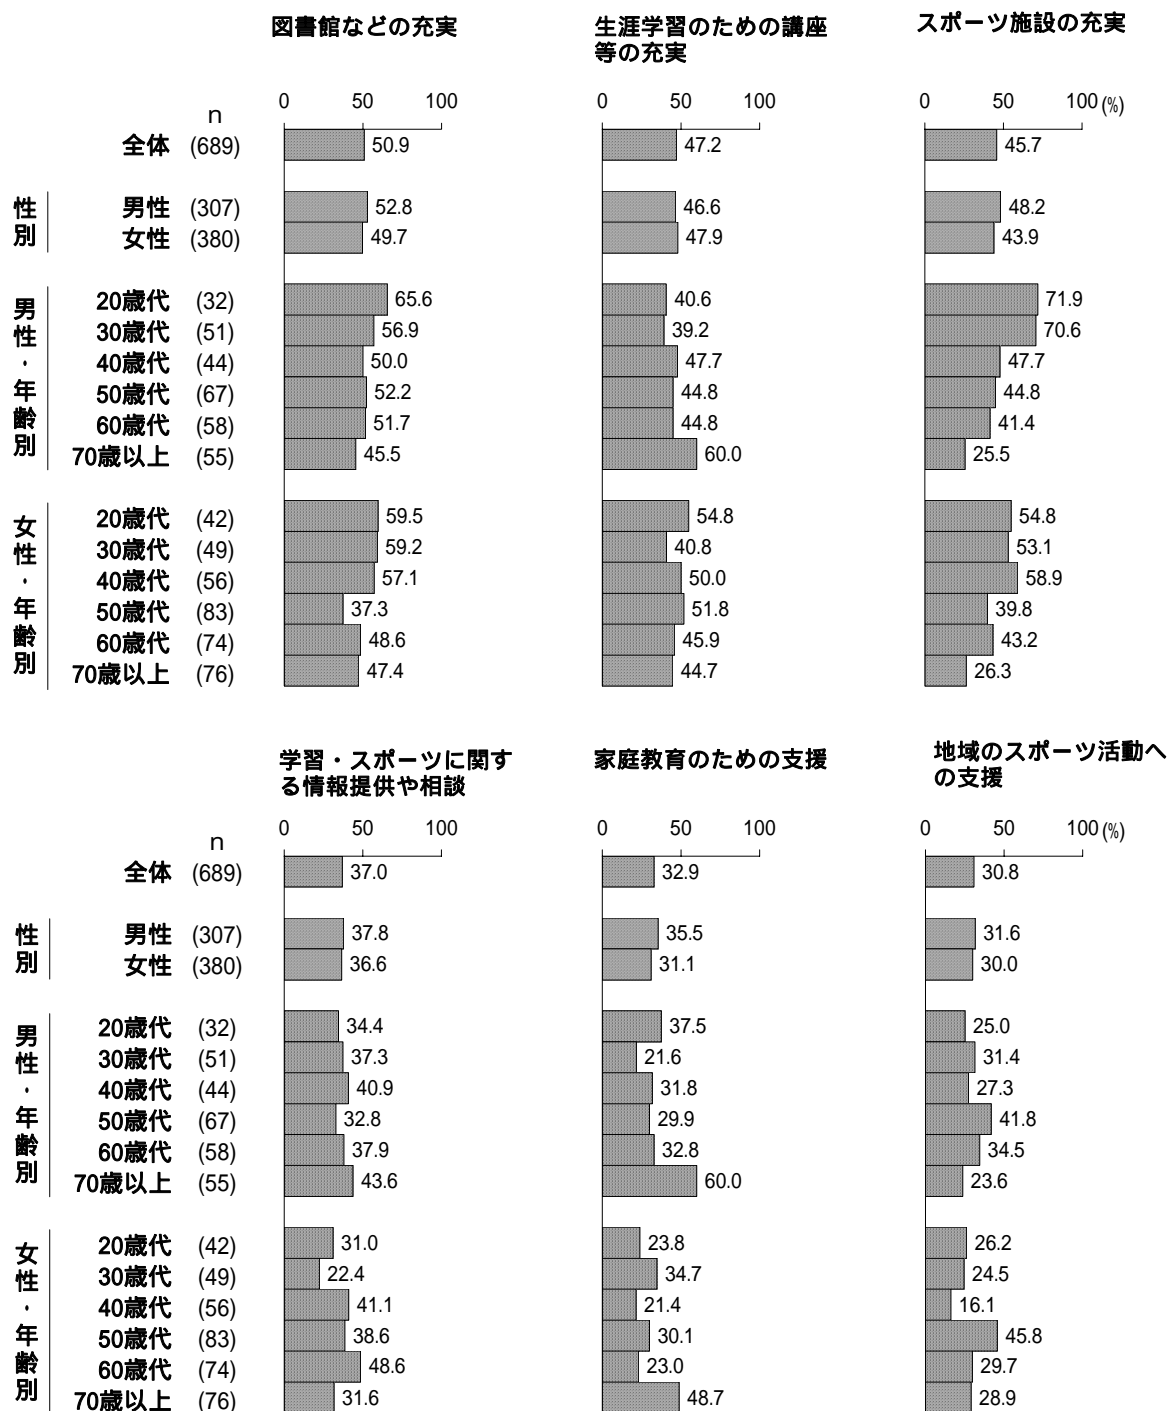 図書館などの充実
生涯学習のための講座
等の充実
スポーツ施設の充実
n 0 50 100 0 50 100 0 50 100 (%)
全体 (689) 50.9 47.2 45.7
性別
男性 (307) 52.8 46.6 48.2
女性 (380) 49.7 47.9 43.9
男性・年齢別
20歳代 (32) 65.6 40.6 71.9
30歳代 (51) 56.9 39.2 70.6
40歳代 (44) 50.0 47.7 47.7
50歳代 (67) 52.2 44.8 44.8
60歳代 (58) 51.7 44.8 41.4
70歳以上 (55) 45.5 60.0 25.5
女性・年齢別
20歳代 (42) 59.5 54.8 54.8
30歳代 (49) 59.2 40.8 53.1
40歳代 (56) 57.1 50.0 58.9
50歳代 (83) 37.3 51.8 39.8
60歳代 (74) 48.6 45.9 43.2
70歳以上 (76) 47.4 44.7 26.3
学習・スポーツに関す
る情報提供や相談
家庭教育のための支援
地域のスポーツ活動へ
の支援
n 0 50 100 0 50 100 0 50 100 (%)
全体 (689) 37.0 32.9 30.8
性別
男性 (307) 37.8 35.5 31.6
女性 (380) 36.6 31.1 30.0
男性・年齢別
20歳代 (32) 34.4 37.5 25.0
30歳代 (51) 37.3 21.6 31.4
40歳代 (44) 40.9 31.8 27.3
50歳代 (67) 32.8 29.9 41.8
60歳代 (58) 37.9 32.8 34.5
70歳以上 (55) 43.6 60.0 23.6
女性・年齢別
20歳代 (42) 31.0 23.8 26.2
30歳代 (49) 22.4 34.7 24.5
40歳代 (56) 41.1 21.4 16.1
50歳代 (83) 38.6 30.1 45.8
60歳代 (74) 48.6 23.0 29.7
70歳以上 (76) 31.6 48.7 28.9